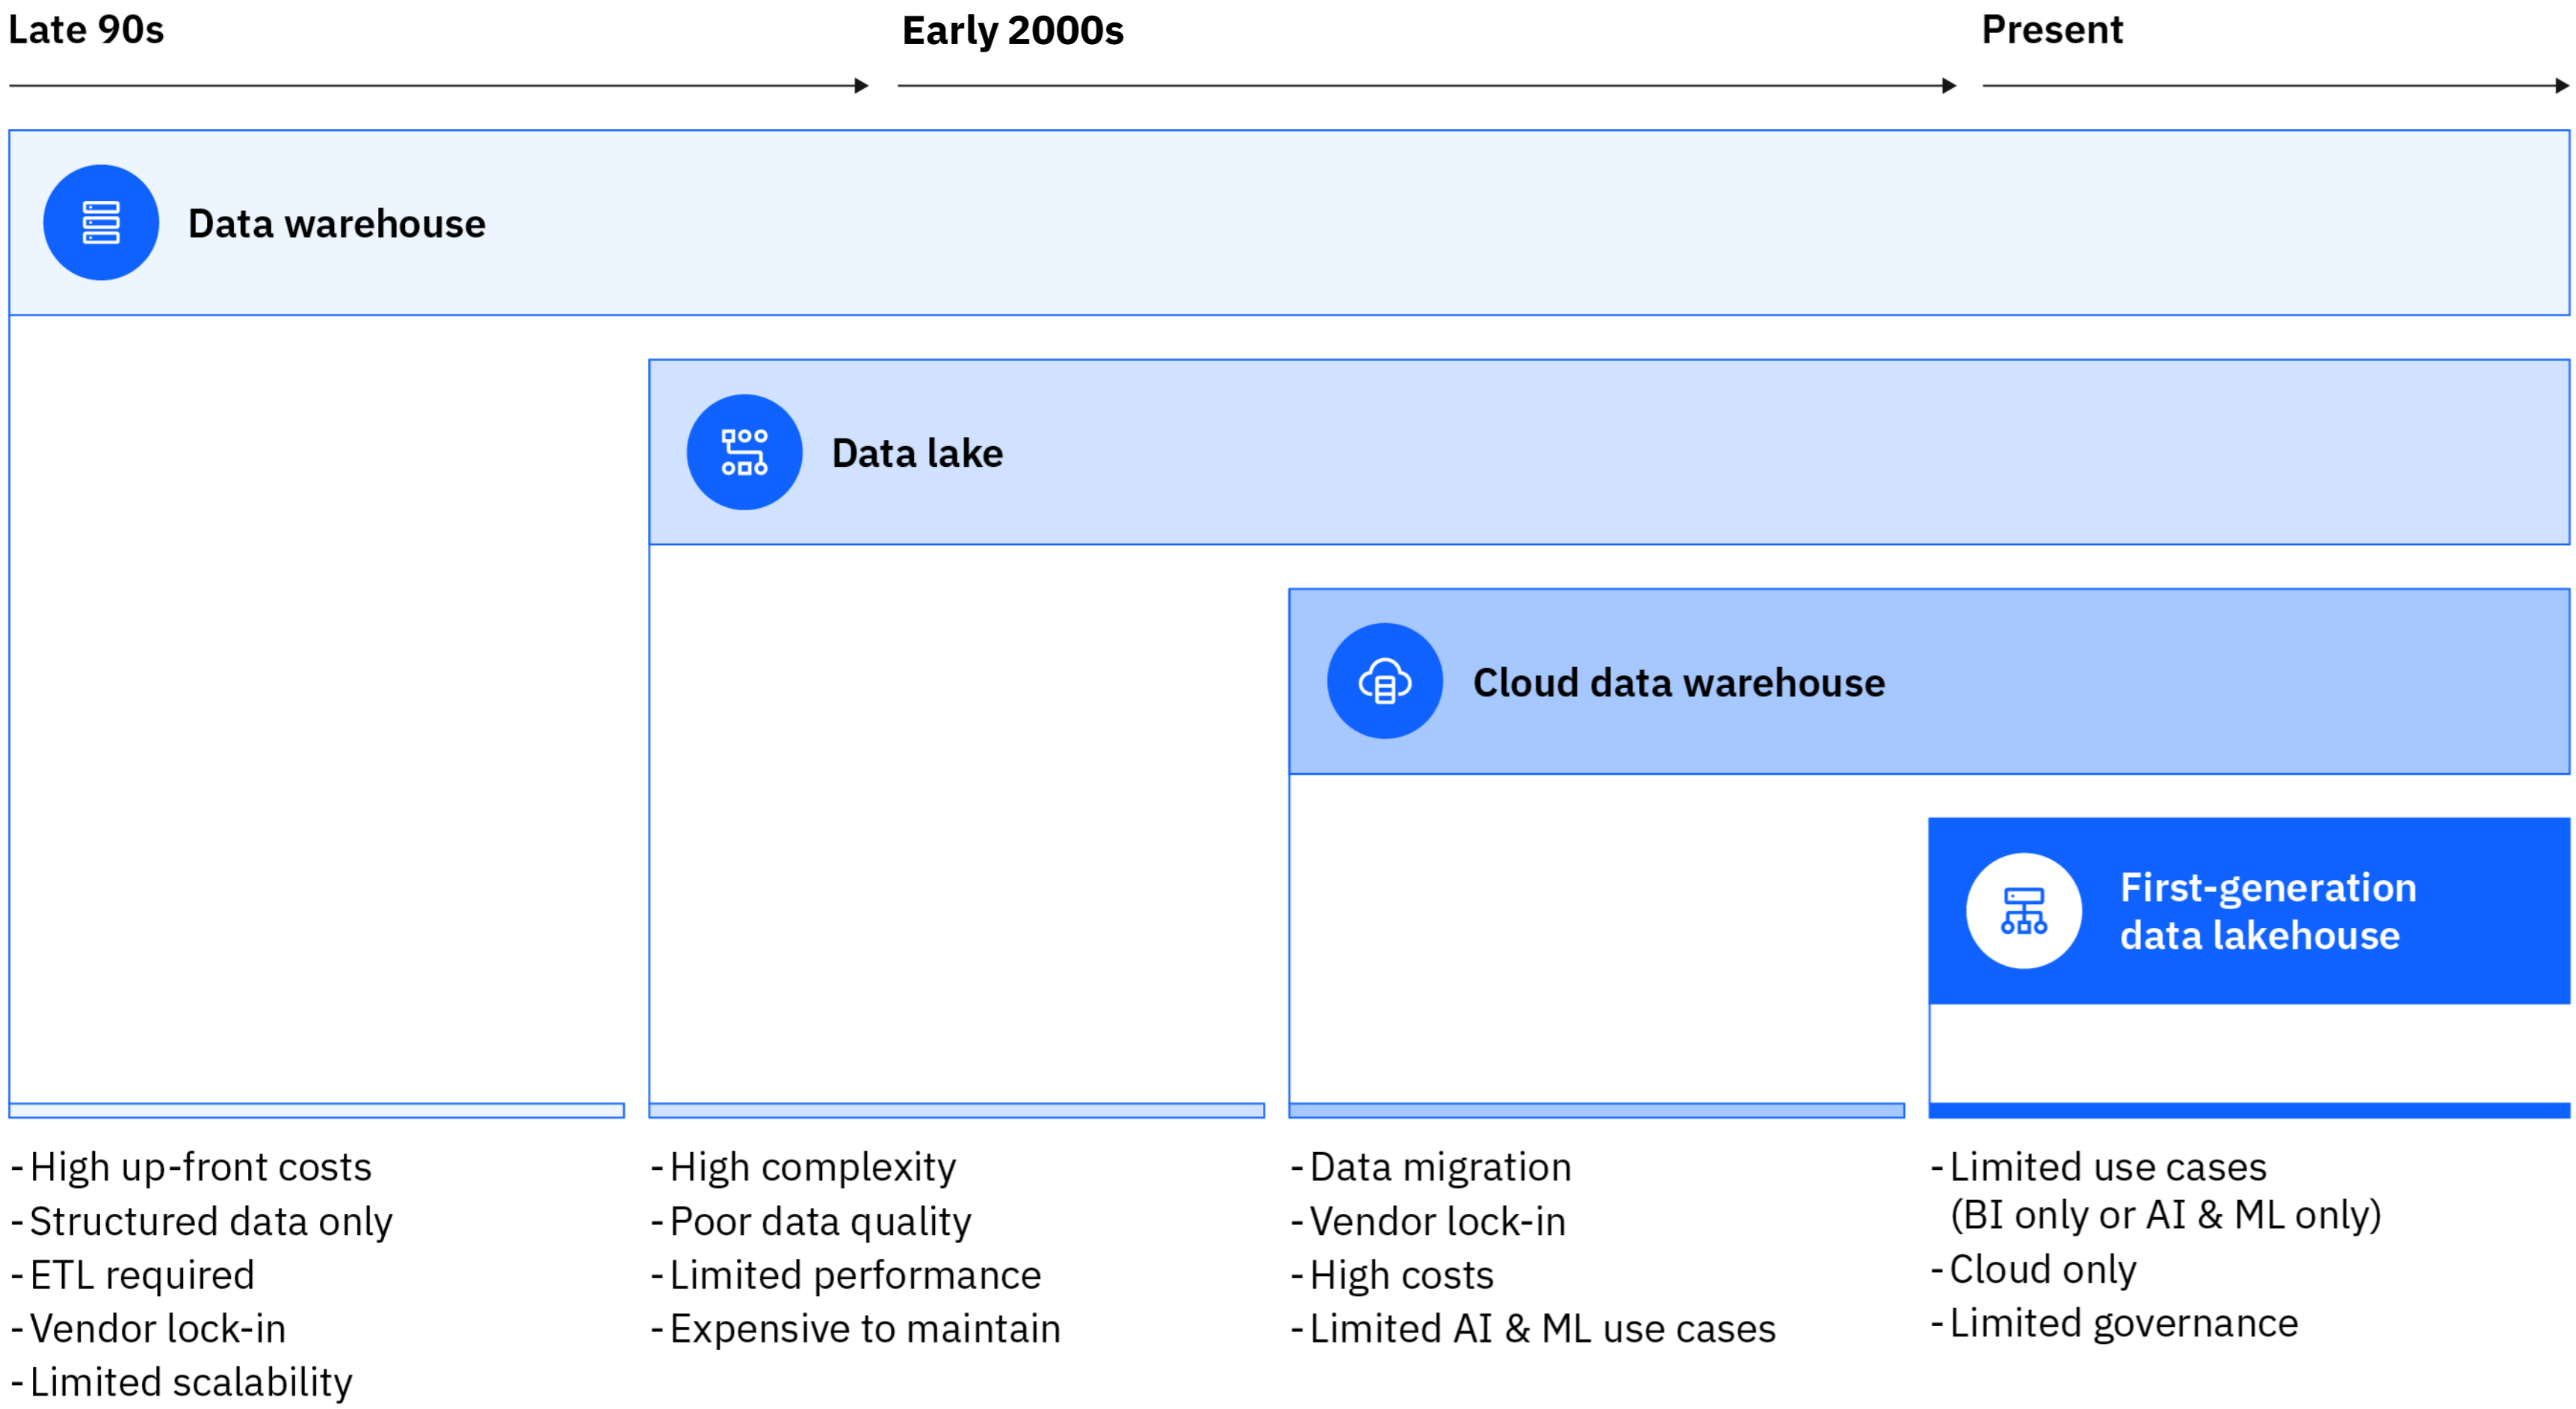 Late 90s
Early 2000s
Present
Data warehouse
Data lake
Cloud data warehouse
First-generation
data lakehouse
-High up-front costs
-Structured data only
-ETL required
-Vendor lock-in
-Limited scalability
-High complexity
-Poor data quality
-Limited performance
-Expensive to maintain
-Data migration
-Vendor lock-in
-High costs
-Limited AI & ML use cases
-Limited use cases
(BI only or AI & ML only)
-Cloud only
-Limited governance